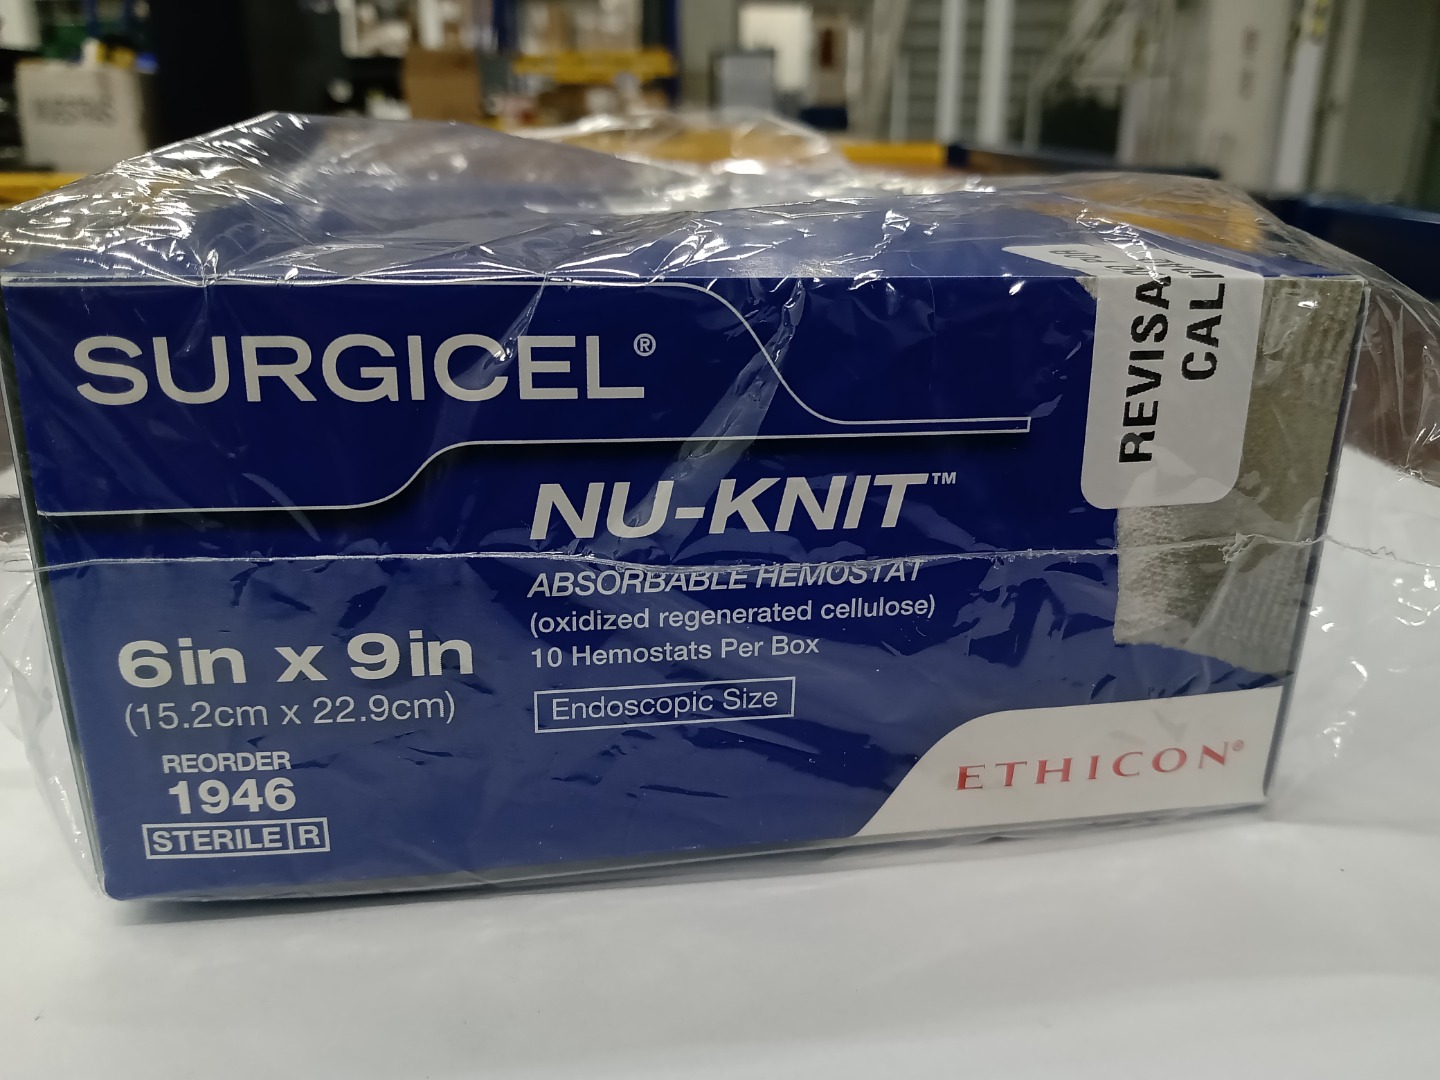 SURGICEL®
NU-KNIT™
ABSORBABLE HEMOSTAT
(oxidized regenerated cellulose)
10 Hemostats Per Box
Endoscopic Size
6in x 9in
(15.2cm x 22.9cm)
REORDER
1946
STERILE R
ETHICON®
REVISA
CALI